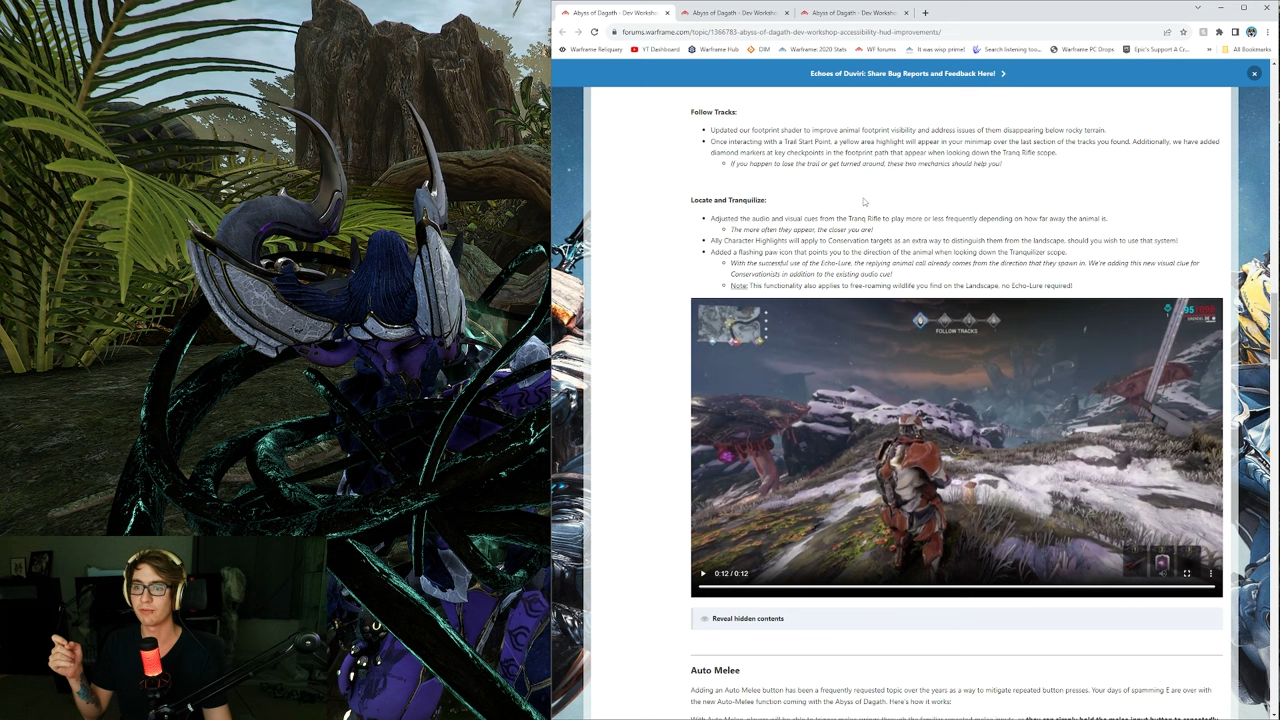 Abyss of Dagath - Dev Worksho
Abyss of Dagath - Dev Worksho
Abyss of Dagath - Dev Worksho
forums.warframe.com/topic/1366783-abyss-of-dagath-dev-workshop-accessibility-hud-improvements/
Warframe Reliquary
YT Dashboard
Warframe Hub
DIM
Warframe: 2020 Stats
WF forums
It was wisp prime!
Search listening too...
Warframe PC Drops
Epic's Support A Cr...
All Bookmarks
Echoes of Duviri: Share Bug Reports and Feedback Here!
Follow Tracks:
Updated our footprint shader to improve animal footprint visibility and address issues of them disappearing below rocky terrain.
Once interacting with a Trail Start Point, a yellow area highlight will appear in your minimap over the last section of the tracks you found. Additionally, we have added
diamond markers at key checkpoints in the footprint path that appear when looking down the Tranq Rifle scope.
If you happen to lose the trail or get turned around, these two mechanics should help you!
Locate and Tranquilize:
Adjusted the audio and visual cues from the Tranq Rifle to play more or less frequently depending on how far away the animal is.
The more often they appear, the closer you are!
Ally Character Highlights will apply to Conservation targets as an extra way to distinguish them from the landscape, should you wish to use that system!
Added a flashing paw icon that points you to the direction of the animal when looking down the Tranquilizer scope.
With the successful use of the Echo-Lure, the replying animal call already comes from the direction that they spawn in. We're adding this new visual clue for
Conservationists in addition to the existing audio cue!
Note: This functionality also applies to free-roaming wildlife you find on the Landscape, no Echo-Lure required!
FOLLOW TRACKS
0:12 / 0:12
Reveal hidden contents
Auto Melee
Adding an Auto Melee button has been a frequently requested topic over the years as a way to mitigate repeated button presses. Your days of spamming E are over with
the new Auto-Melee function coming with the Abyss of Dagath. Here's how it works: